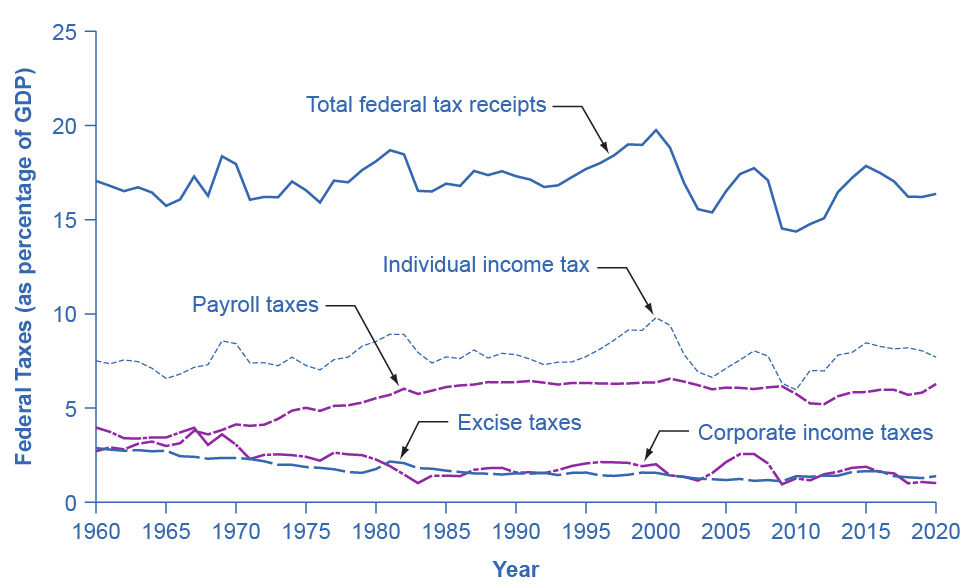 Federal Taxes (as percentage of GDP)
25
20
15
10
5
0
Total federal tax receipts
Individual income tax
Payroll taxes
Excise taxes
Corporate income taxes
1960 1965 1970 1975 1980 1985 1990 1995 2000 2005 2010 2015 2020
Year